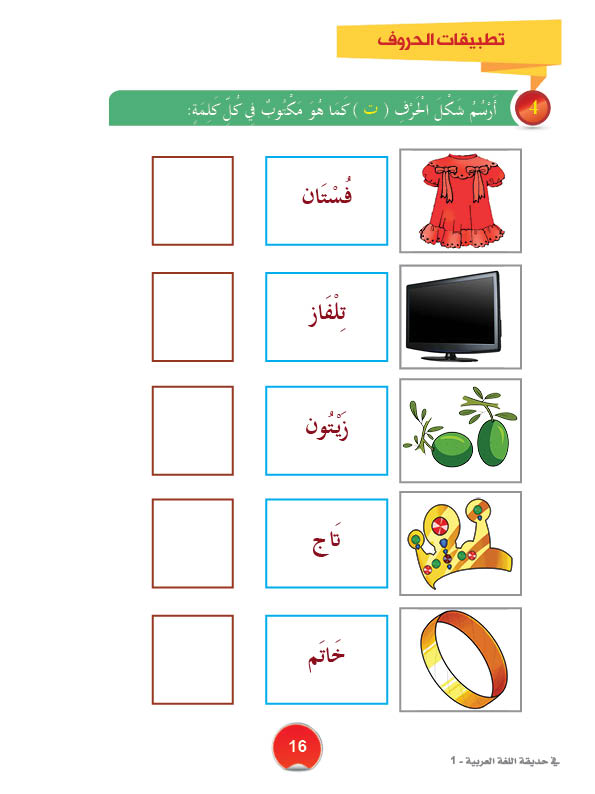 تطبيقات الحروف
4 أَرْسُمُ شَكْلَ الْحَرْفِ ( ت ) كَمَا هُوَ مَكْتُوبٌ فِي كُلِّ كَلِمَةٍ:
فُسْتَان
تِلْفَاز
زَيْتُون
تَاج
خَاتَم
16
في حديقة اللغة العربية - 1